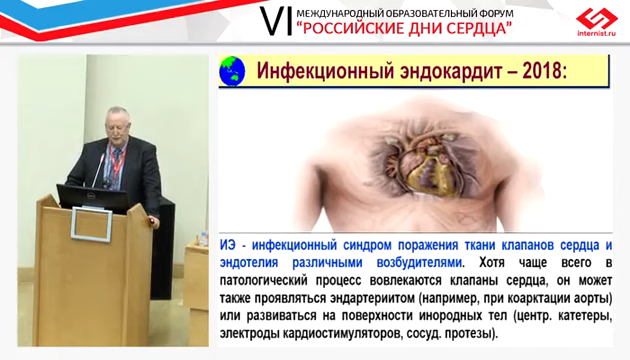 VI МЕЖДУНАРОДНЫЙ ОБРАЗОВАТЕЛЬНЫЙ ФОРУМ
“РОССИЙСКИЕ ДНИ СЕРДЦА”
internist.ru
Инфекционный эндокардит – 2018:
ИЭ - инфекционный синдром поражения ткани клапанов сердца и
эндотелия различными возбудителями. Хотя чаще всего в
патологический процесс вовлекаются клапаны сердца, он может
также проявляться эндартериитом (например, при коарктации аорты)
или развиваться на поверхности инородных тел (центр. катетеры,
электроды кардиостимуляторов, сосуд. протезы).